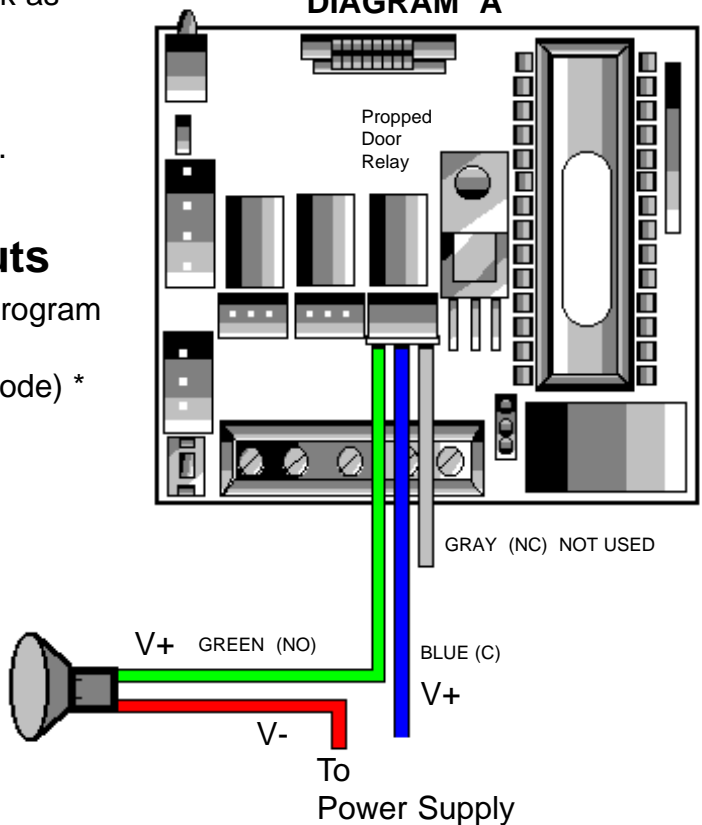 k as
DIAGRAM A
.
Propped
Door
Relay
uts
rogram
ode) *
GRAY (NC) NOT USED
V+ GREEN (NO)
BLUE (C)
V+
V-
To
Power Supply